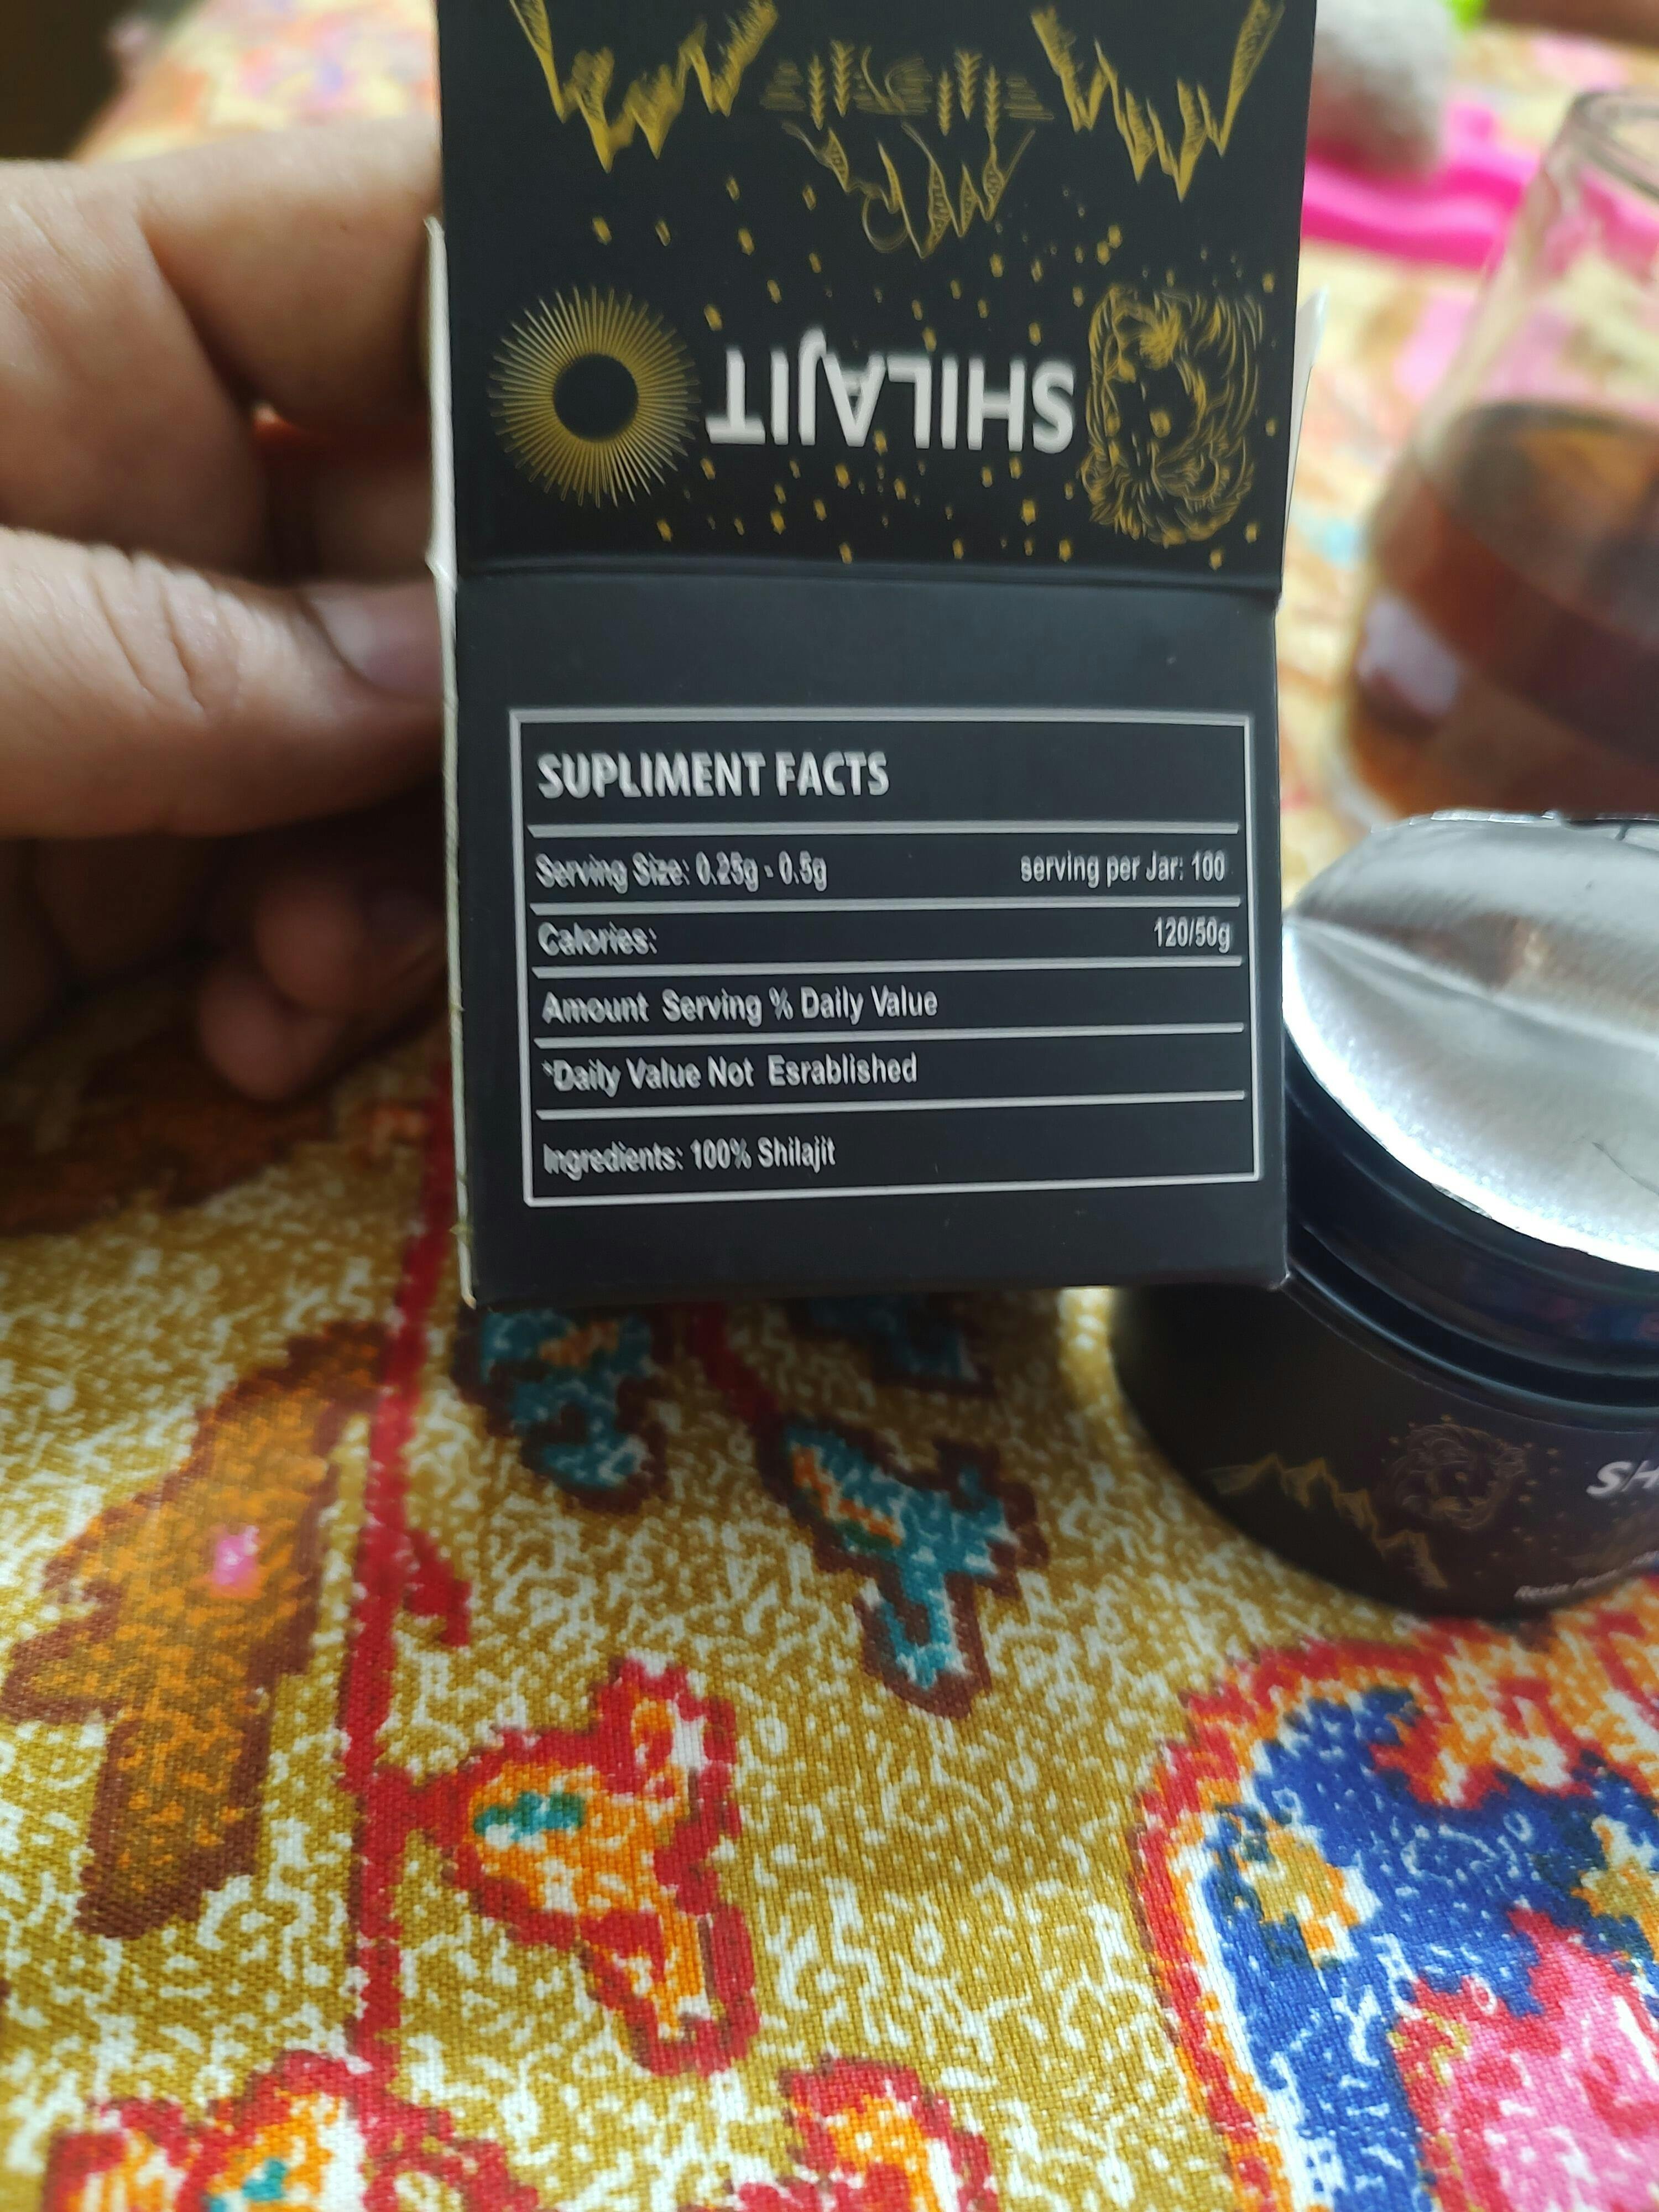 SHILAJIT
SUPLIMENT FACTS
Serving Size: 0.25g - 0.5g serving per Jar: 100
Calories: 120/50g
Amount Serving % Daily Value
*Daily Value Not Esrablished
Ingredients: 100% Shilajit
SH
Resin